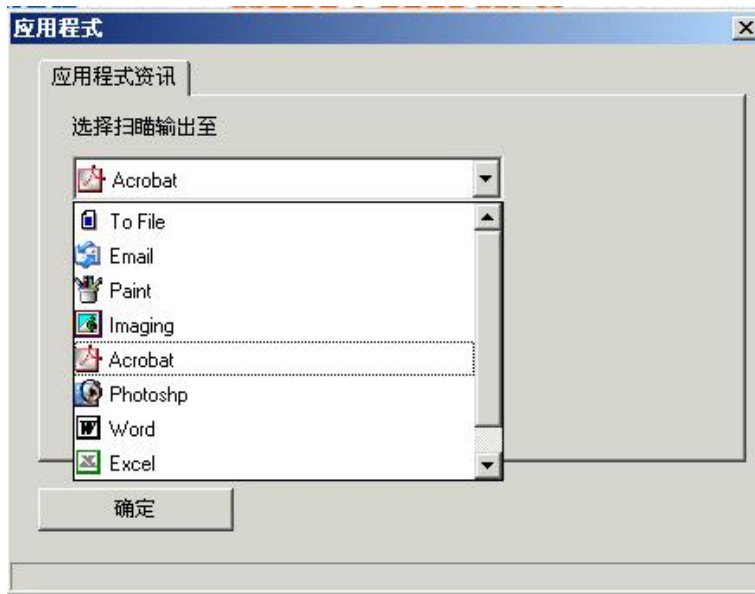 应用程式
应用程式资讯
选择扫瞄输出至
Acrobat
To File
Email
Paint
Imaging
Acrobat
Photoshp
Word
Excel
确定